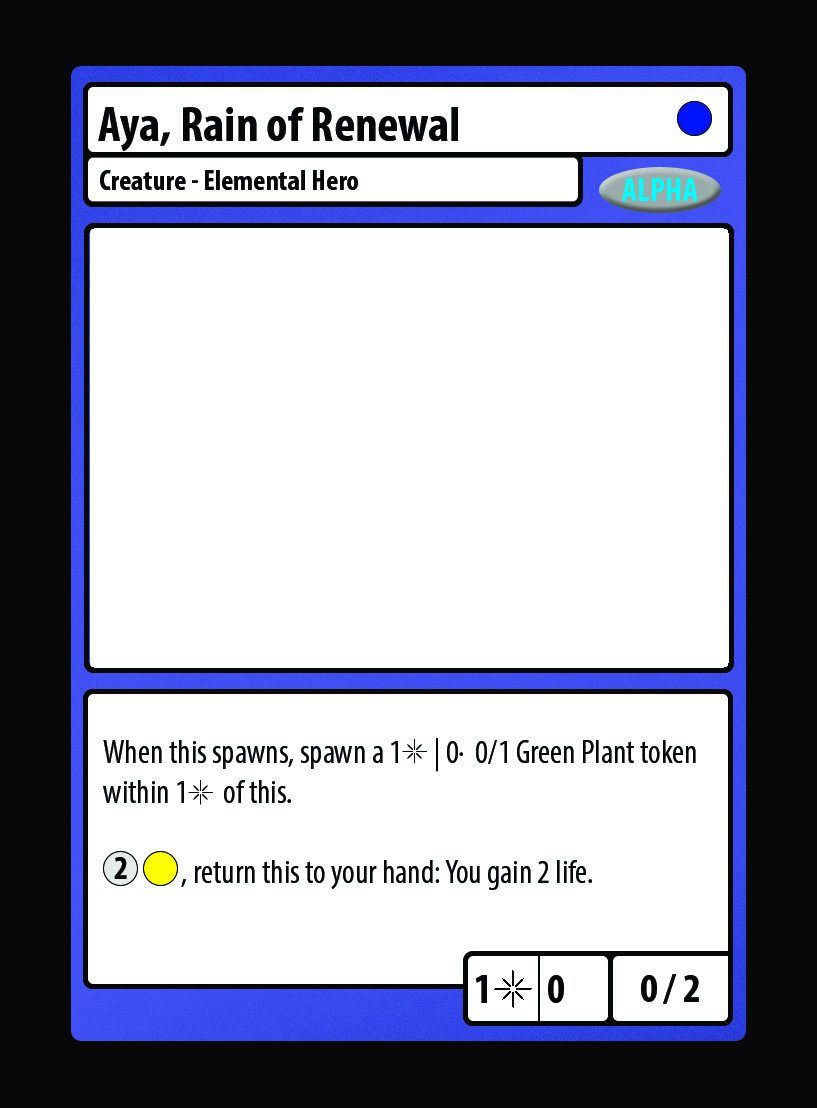 Aya, Rain of Renewal
Creature - Elemental Hero
ALPHA
When this spawns, spawn a 1✳ | 0· 0/1 Green Plant token
within 1✳ of this.
2 , return this to your hand: You gain 2 life.
1✳ 0 0 / 2